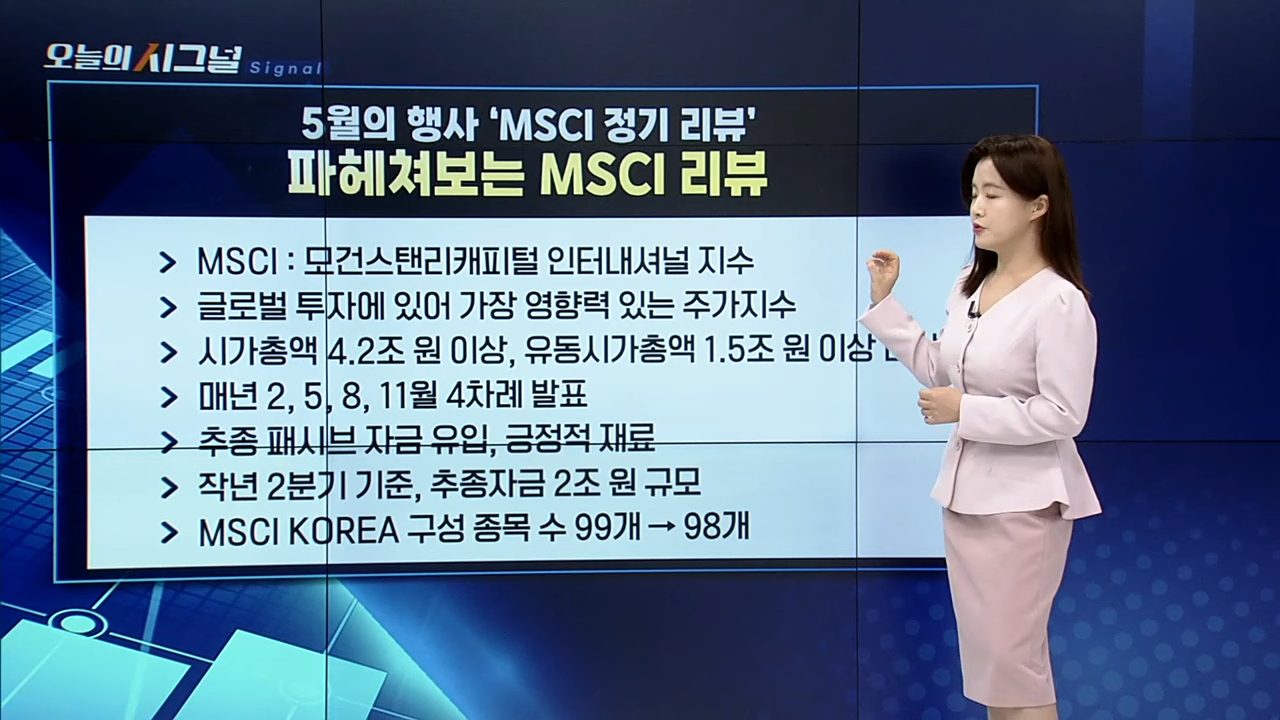 오늘의 시그널 Signal
5월의 행사 ‘MSCI 정기 리뷰’
파헤쳐보는 MSCI 리뷰
> MSCI : 모건스탠리캐피털 인터내셔널 지수
> 글로벌 투자에 있어 가장 영향력 있는 주가지수
> 시가총액 4.2조 원 이상, 유동시가총액 1.5조 원 이상
> 매년 2, 5, 8, 11월 4차례 발표
> 추종 패시브 자금 유입, 긍정적 재료
> 작년 2분기 기준, 추종자금 2조 원 규모
> MSCI KOREA 구성 종목 수 99개 → 98개